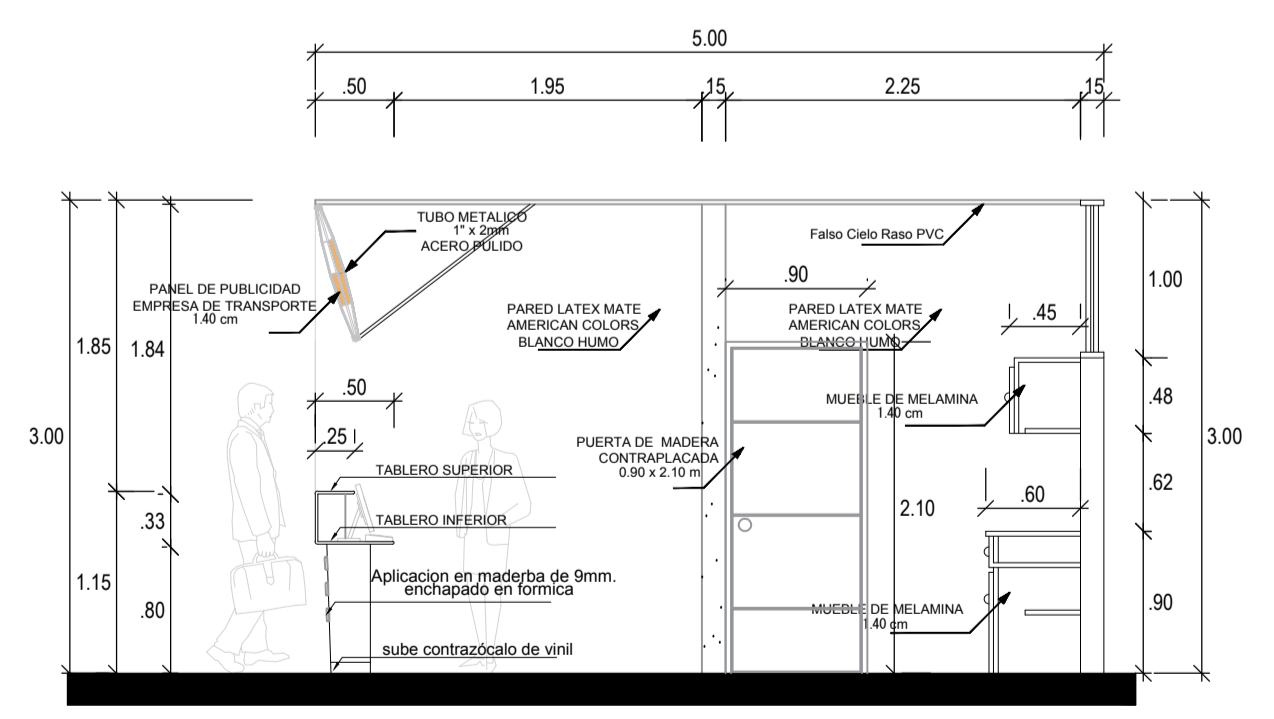 5.00
.50
1.95
.15
2.25
.15
TUBO METALICO
1" x 2mm
ACERO PULIDO
Falso Cielo Raso PVC
PANEL DE PUBLICIDAD
EMPRESA DE TRANSPORTE
1.40 cm
.90
1.00
PARED LATEX MATE
AMERICAN COLORS
BLANCO HUMO
PARED LATEX MATE
AMERICAN COLORS
BLANCO HUMO
.45
1.85
1.84
.50
MUEBLE DE MELAMINA
1.40 cm
.48
3.00
.25
PUERTA DE MADERA
CONTRAPLACADA
0.90 x 2.10 m
3.00
TABLERO SUPERIOR
.62
.60
2.10
.33
TABLERO INFERIOR
1.15
Aplicacion en maderba de 9mm.
enchapado en formica
.80
MUEBLE DE MELAMINA
1.40 cm
.90
sube contrazócalo de vinil